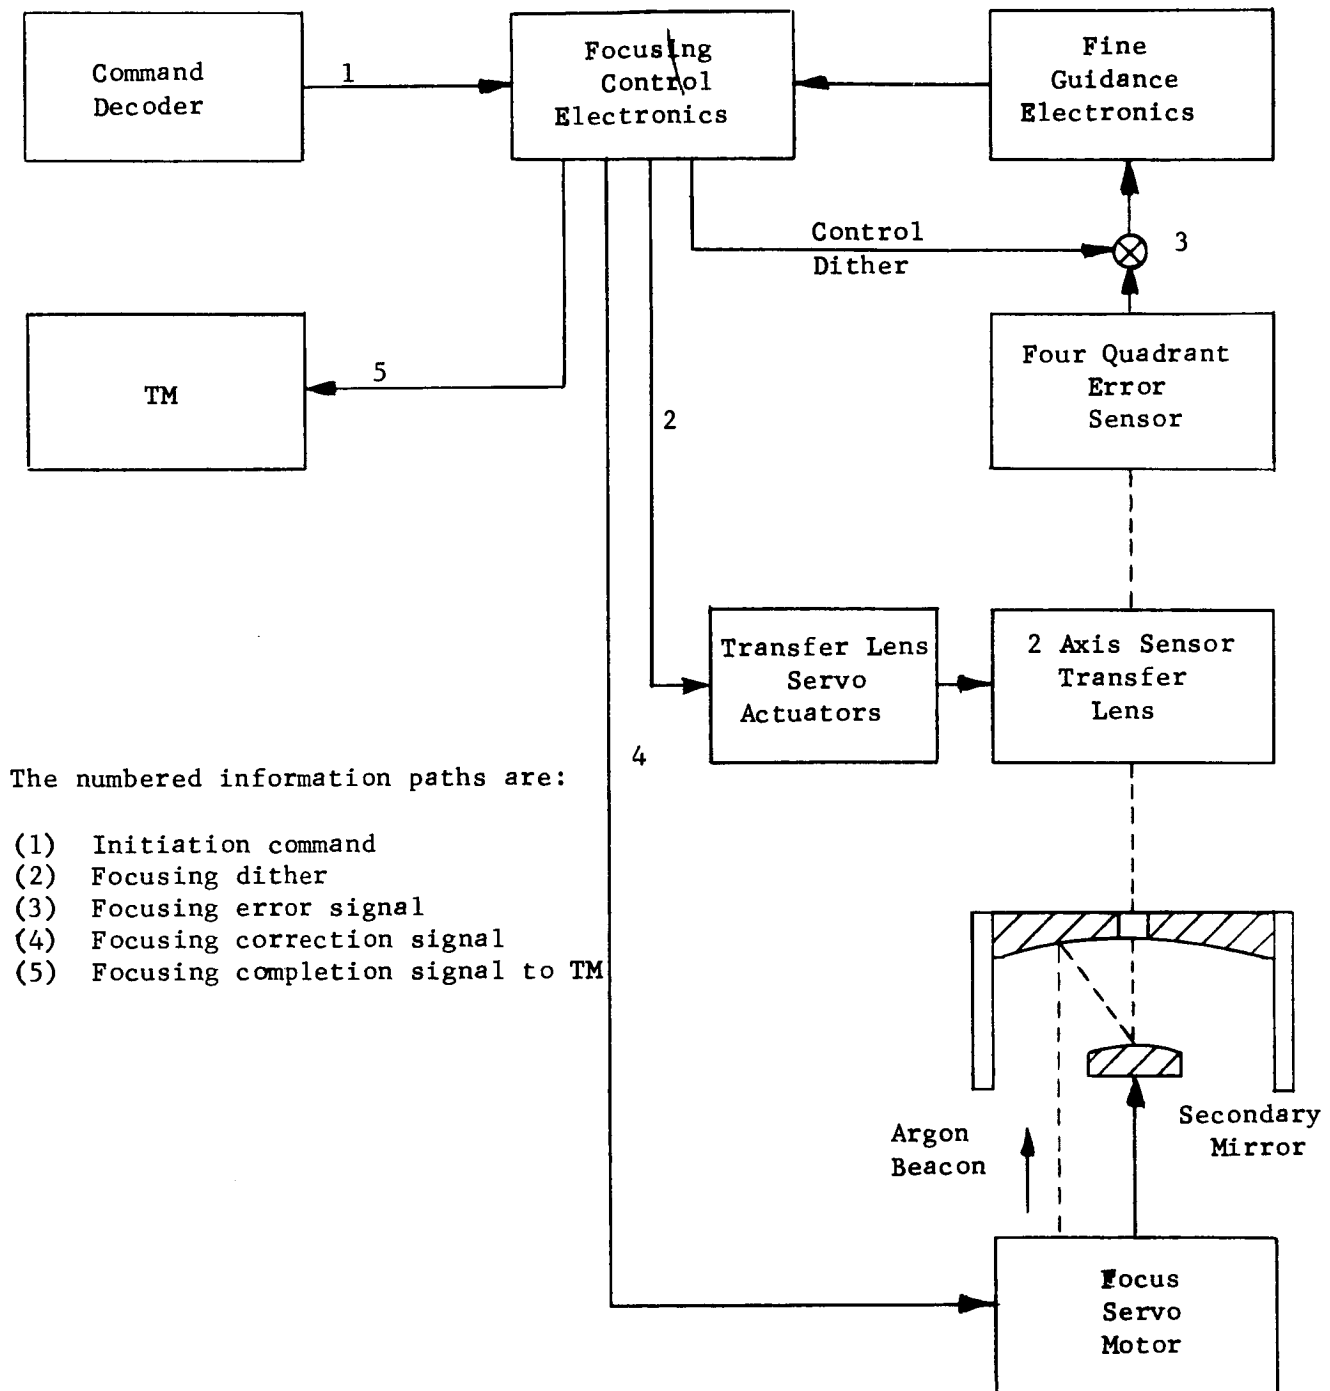 Command
Decoder
1
Focusing
Control
Electronics
Fine
Guidance
Electronics
Control
Dither
3
TM
5
2
Four Quadrant
Error
Sensor
Transfer Lens
Servo
Actuators
2 Axis Sensor
Transfer
Lens
4
The numbered information paths are:
(1) Initiation command
(2) Focusing dither
(3) Focusing error signal
(4) Focusing correction signal
(5) Focusing completion signal to TM
Argon
Beacon
Secondary
Mirror
Focus
Servo
Motor